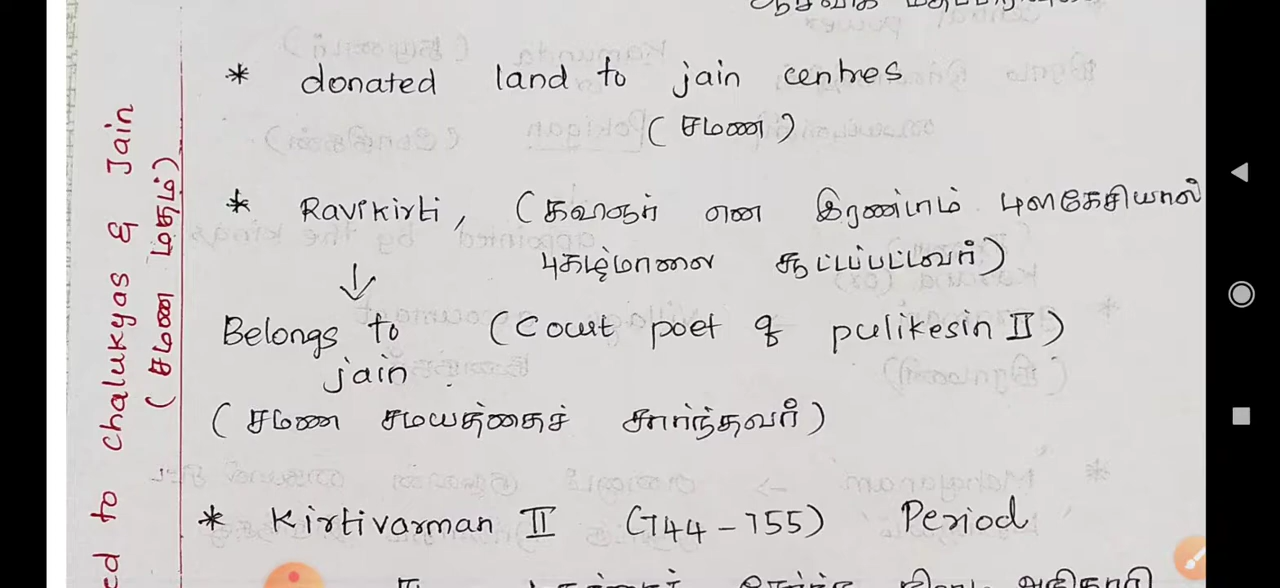 * donated land to jain centres
(சமண)
* Ravikirti, (கவிஞர் என இரண்டாம் புலிகேசியால்
புகழ்மாலை சூட்டப்பட்டவர்)
↓
Belongs to (Court poet of pulikesin II)
jain
(சமண சமயத்தைச் சார்ந்தவர்)
* Kirtivarman II (744-755) Period
to chalukyas & Jain
(சமண மதம்)